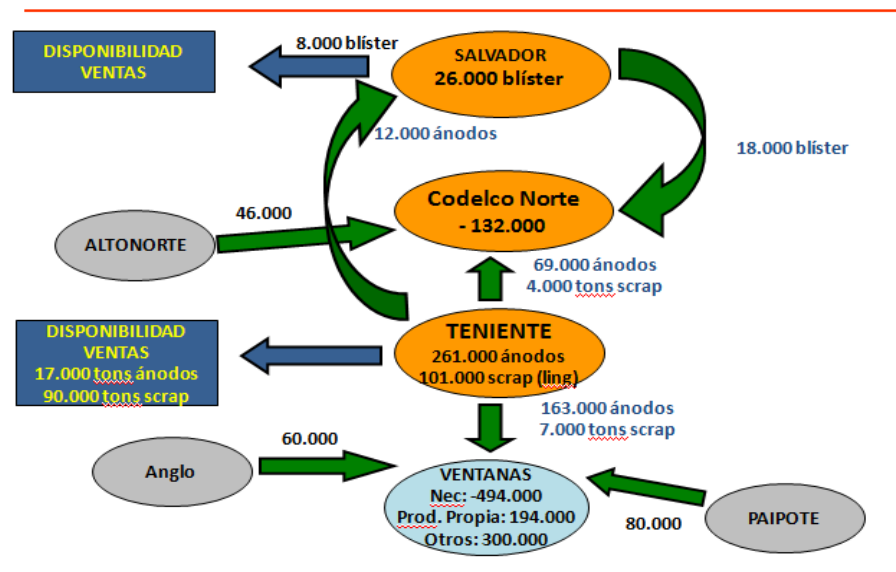 DISPONIBILIDAD
VENTAS
8.000 blíster
SALVADOR
26.000 blíster
12.000 ánodos
18.000 blíster
Codelco Norte
- 132.000
46.000
ALTONORTE
69.000 ánodos
4.000 tons scrap
DISPONIBILIDAD
VENTAS
17.000 tons ánodos
90.000 tons scrap
TENIENTE
261.000 ánodos
101.000 scrap (ling)
163.000 ánodos
7.000 tons scrap
60.000
Anglo
VENTANAS
Nec: -494.000
Prod. Propia: 194.000
Otros: 300.000
80.000
PAIPOTE